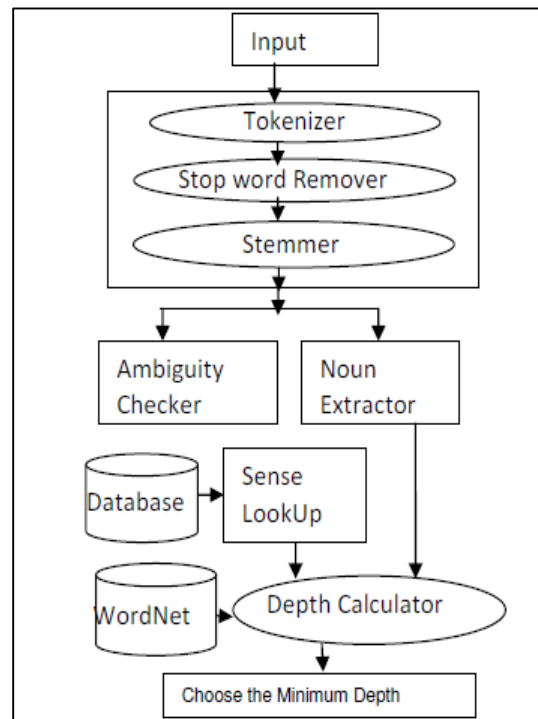 Input
Tokenizer
Stop word Remover
Stemmer
Ambiguity
Checker
Noun
Extractor
Database
Sense
LookUp
WordNet
Depth Calculator
Choose the Minimum Depth